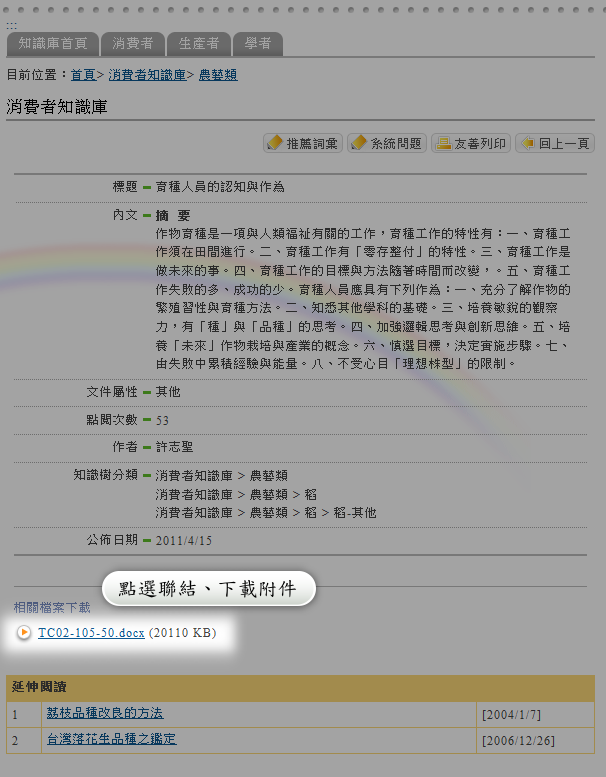 :::
知識庫首頁 消費者 生產者 學者
目前位置：首頁> 消費者知識庫> 農藝類
消費者知識庫
推薦詞彙 系統問題 友善列印 回上一頁
標題 育種人員的認知與作為
內文 摘 要
作物育種是一項與人類福祉有關的工作，育種工作的特性有：一、育種工
作須在田間進行。二、育種工作有「零存整付」的特性。三、育種工作是
做未來的事。四、育種工作的目標與方法隨著時間而改變，。五、育種工
作失敗的多、成功的少。育種人員應具有下列作為：一、充分了解作物的
繁殖習性與育種方法。二、知悉其他學科的基礎。三、培養敏銳的觀察
力，有「種」與「品種」的思考。四、加強邏輯思考與創新思維。五、培
養「未來」作物栽培與產業的概念。六、慎選目標，決定實施步驟。七、
由失敗中累積經驗與能量。八、不受心目「理想株型」的限制。
文件屬性 其他
點閱次數 53
作者 許志聖
知識樹分類 消費者知識庫 > 農藝類
消費者知識庫 > 農藝類 > 稻
消費者知識庫 > 農藝類 > 稻 > 稻-其他
公佈日期 2011/4/15
點選聯結、下載附件
相關檔案下載
TC02-105-50.docx (20110 KB)
延伸閱讀
1 荔枝品種改良的方法 [2004/1/7]
2 台灣落花生品種之鑑定 [2006/12/26]